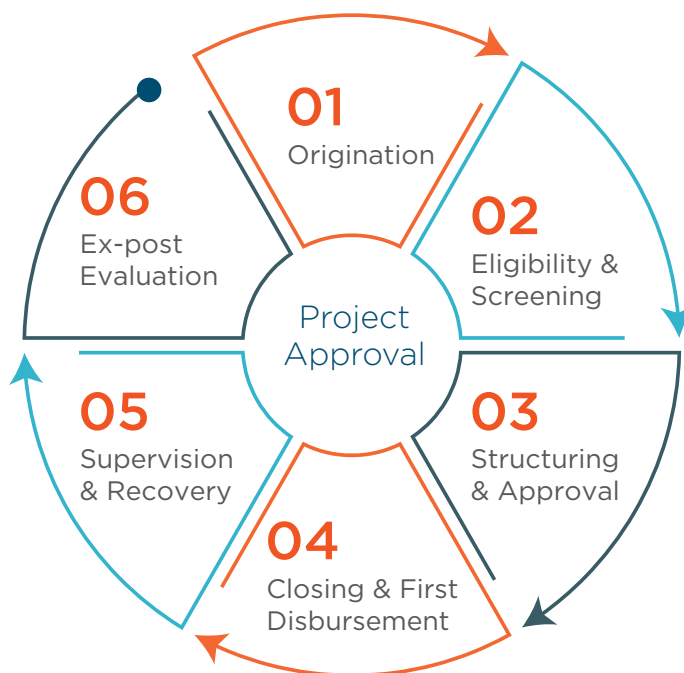 01
Origination
02
Eligibility &
Screening
03
Structuring
& Approval
04
Closing & First
Disbursement
05
Supervision
& Recovery
06
Ex-post
Evaluation
Project
Approval